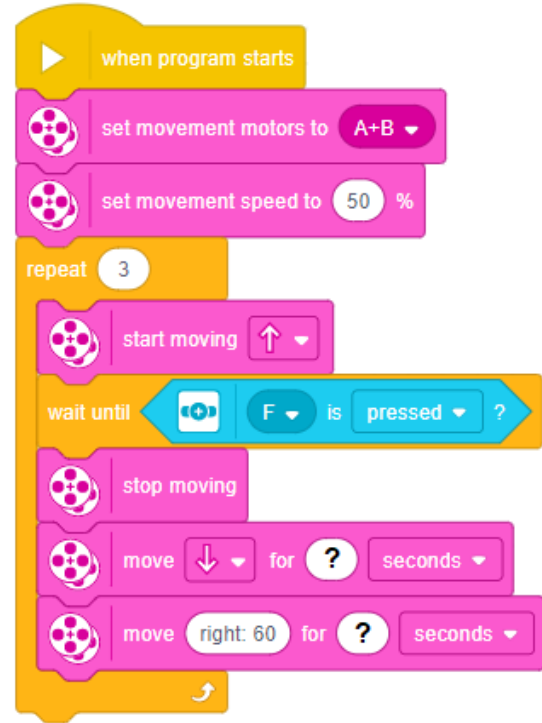 when program starts
set movement motors to A+B
set movement speed to 50 %
repeat 3
start moving
wait until F is pressed ?
stop moving
move for ? seconds
move right: 60 for ? seconds